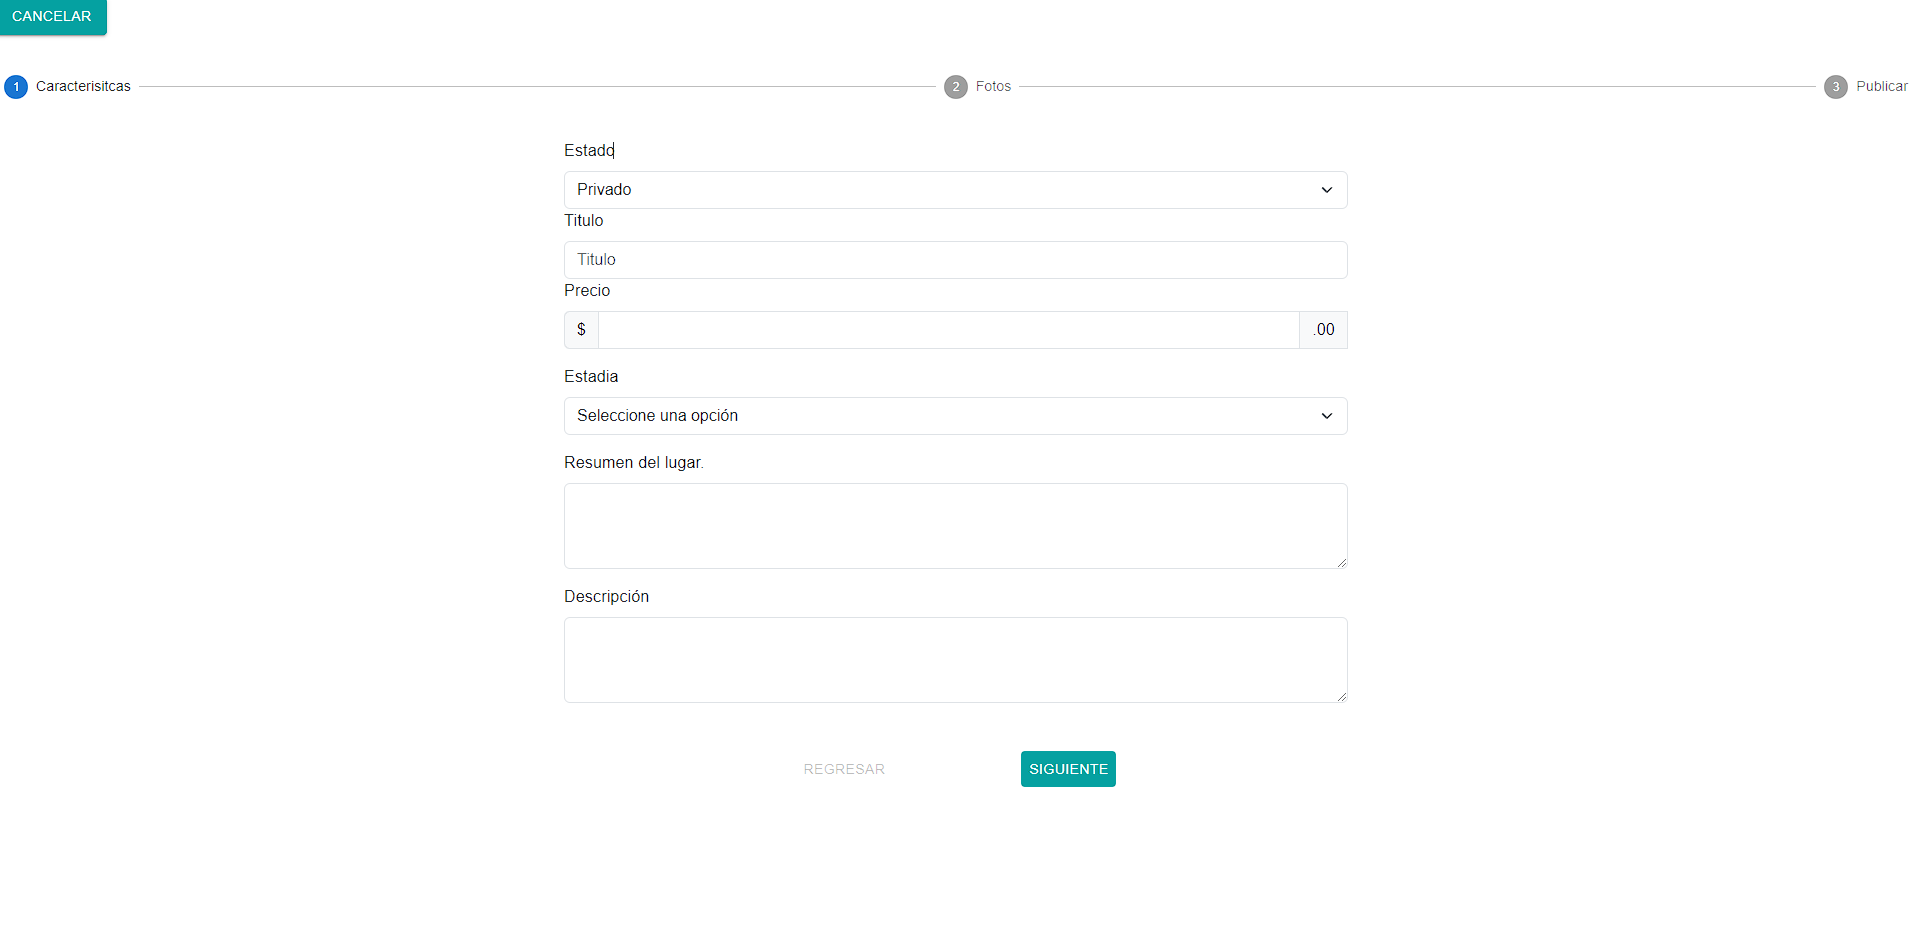 CANCELAR
1 Caracterisitcas 2 Fotos 3 Publicar
Estado
Privado
Titulo
Titulo
Precio
$ .00
Estadia
Seleccione una opción
Resumen del lugar.
Descripción
REGRESAR SIGUIENTE